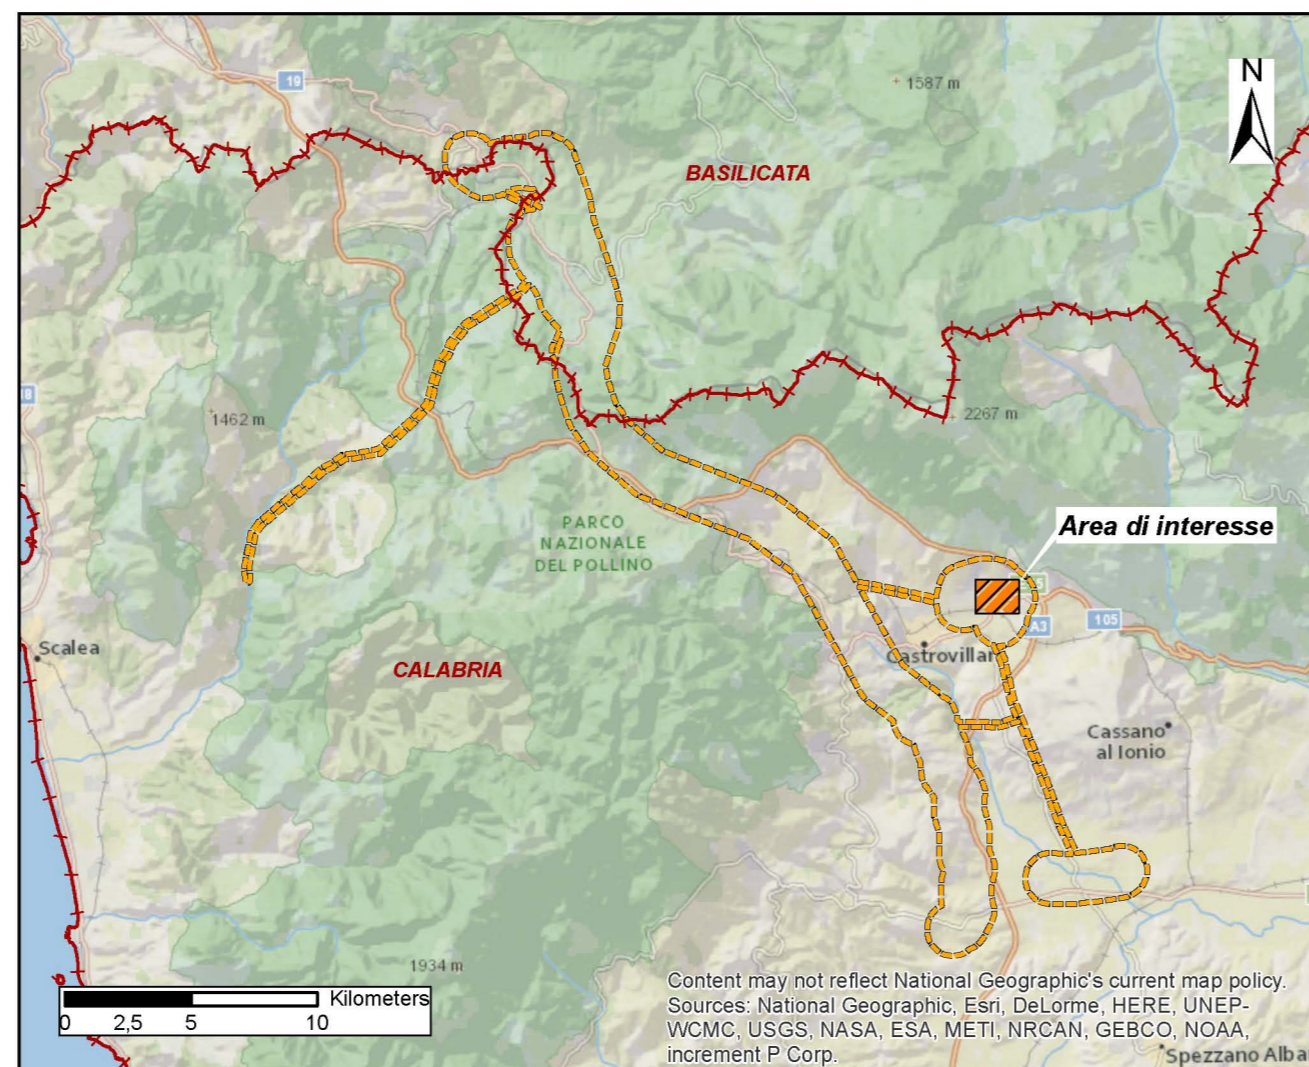 19
1587 m
N
BASILICATA
1462 m
2267 m
PARCO
NAZIONALE
DEL POLLINO
Area di interesse
A3
105
Scalea
Castrovillar
CALABRIA
Cassano
al Ionio
1934 m
Kilometers
0 2,5 5 10
Content may not reflect National Geographic's current map policy.
Sources: National Geographic, Esri, DeLorme, HERE, UNEP-
WCMC, USGS, NASA, ESA, METI, NRCAN, GEBCO, NOAA,
increment P Corp.
Spezzano Alba